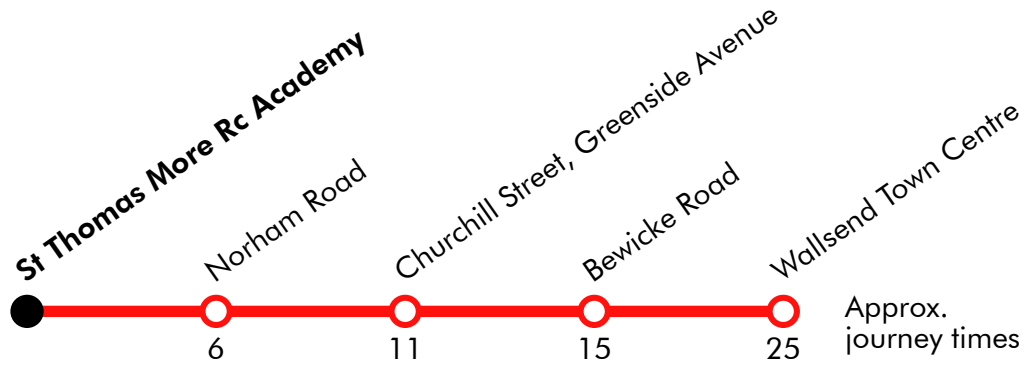 St Thomas More Rc Academy
Norham Road
Churchill Street, Greenside Avenue
Bewicke Road
Wallsend Town Centre
6
11
15
25
Approx.
journey times